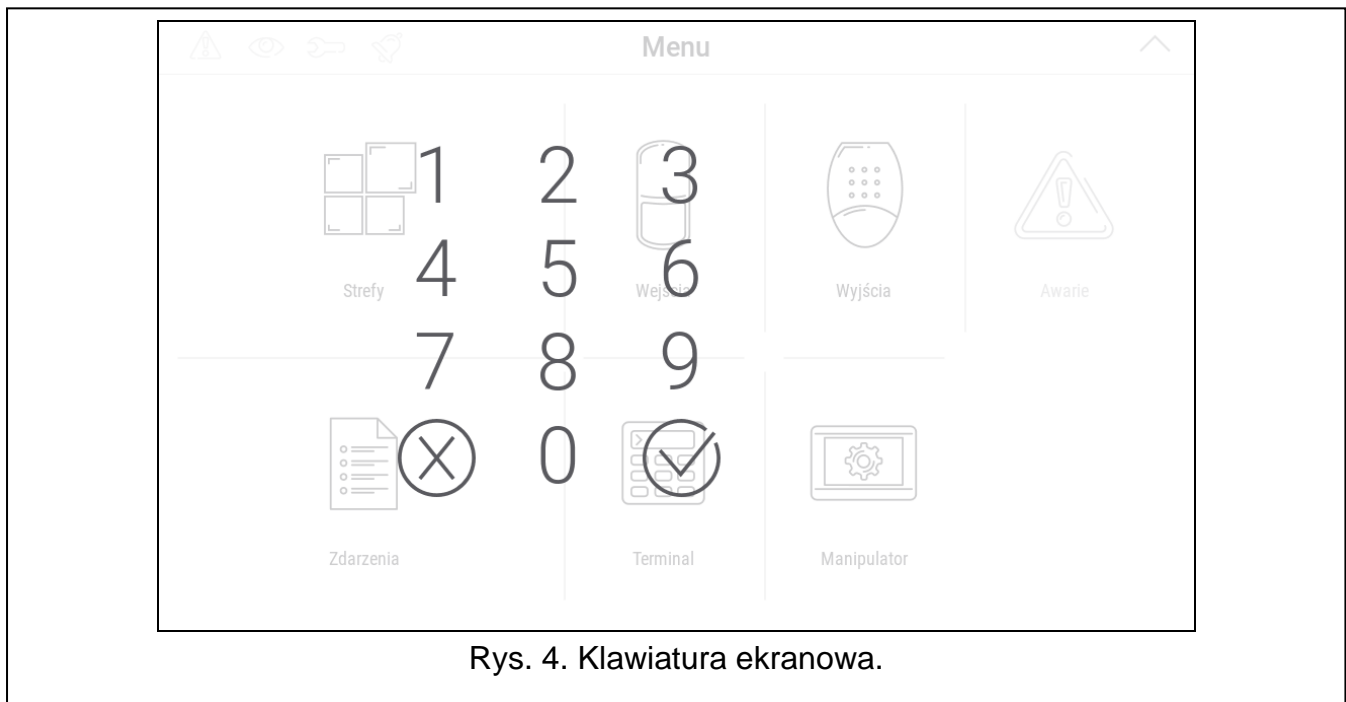 Menu
1 2 3
4 5 6
Strefy Wejścia Wyjścia Awarie
7 8 9
0
Zdarzenia Terminal Manipulator
Rys. 4. Klawiatura ekranowa.